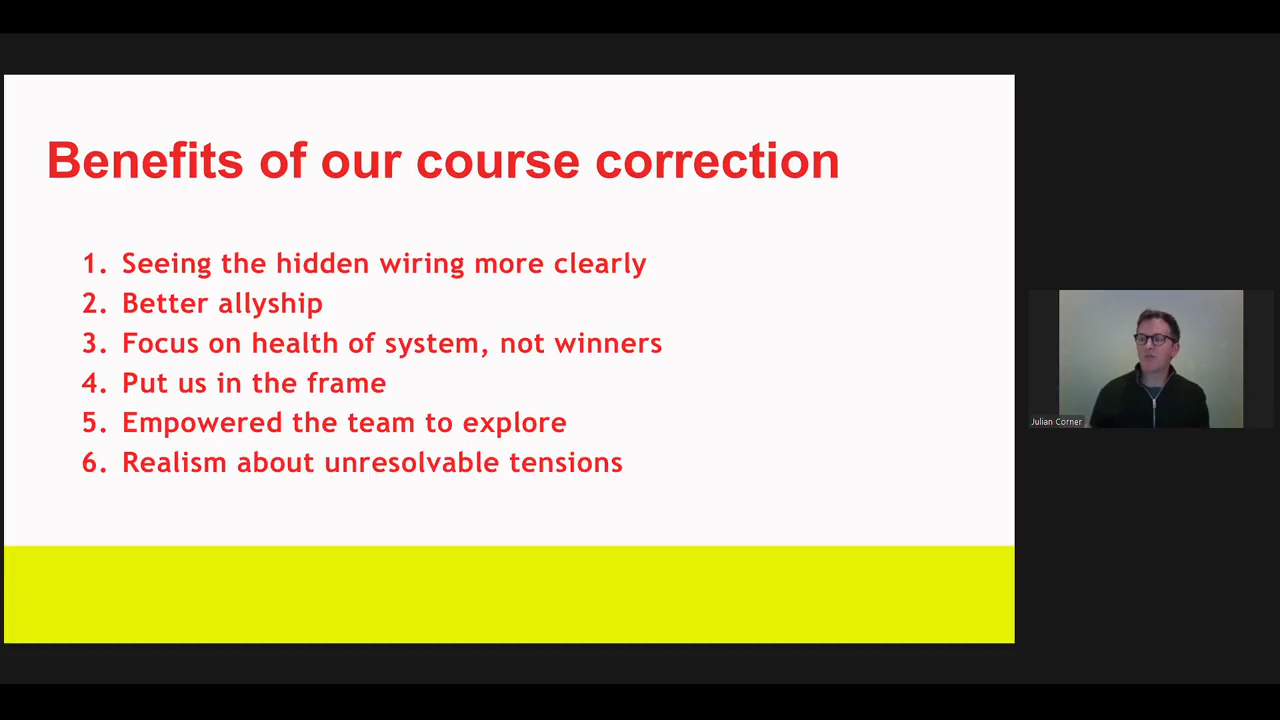 Benefits of our course correction
1. Seeing the hidden wiring more clearly
2. Better allyship
3. Focus on health of system, not winners
4. Put us in the frame
5. Empowered the team to explore
6. Realism about unresolvable tensions
Julian Corner